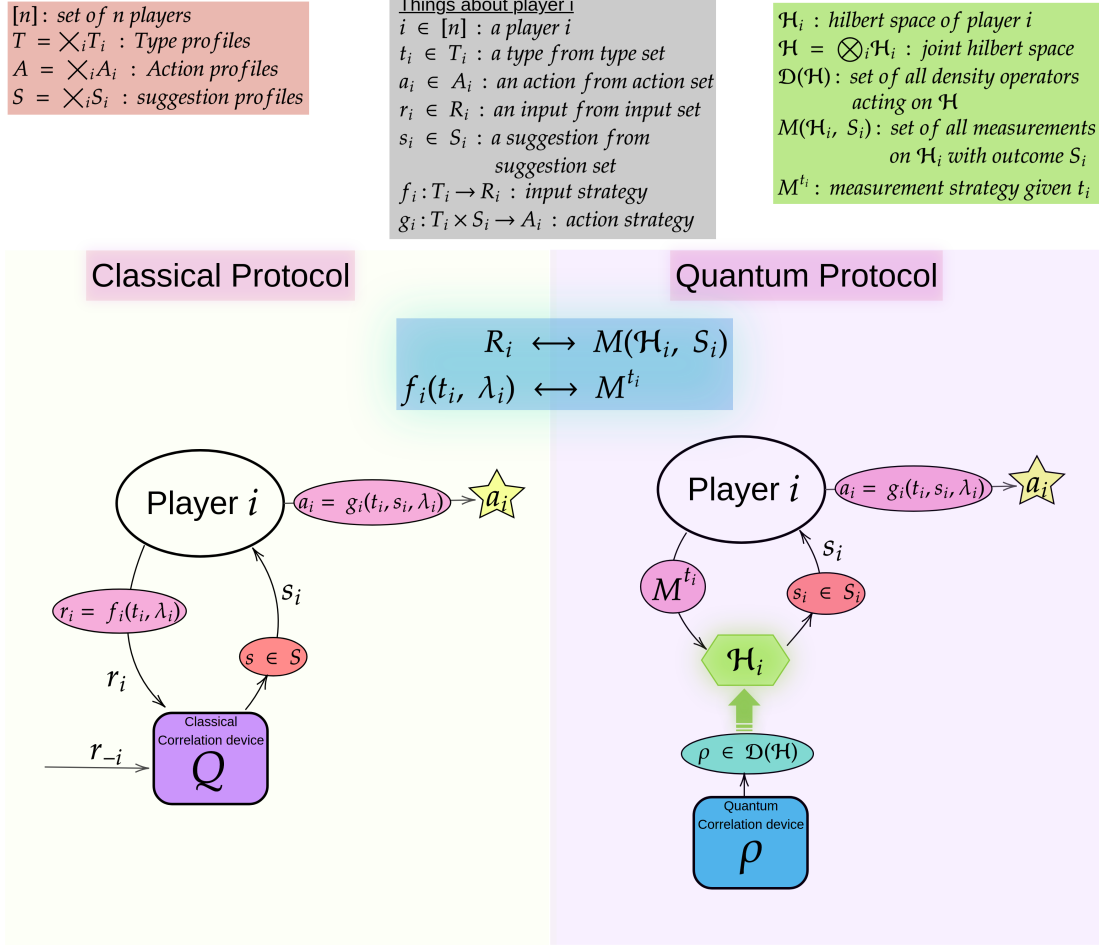 [n] : set of n players
T = ×ᵢTᵢ : Type profiles
A = ×ᵢAᵢ : Action profiles
S = ×ᵢSᵢ : suggestion profiles
Things about player i
i ∈ [n] : a player i
tᵢ ∈ Tᵢ : a type from type set
aᵢ ∈ Aᵢ : an action from action set
rᵢ ∈ Rᵢ : an input from input set
sᵢ ∈ Sᵢ : a suggestion from
suggestion set
fᵢ : Tᵢ → Rᵢ : input strategy
gᵢ : Tᵢ × Sᵢ → Aᵢ : action strategy
ℋᵢ : hilbert space of player i
ℋ = ⨂ᵢℋᵢ : joint hilbert space
𝒟(ℋ) : set of all density operators
acting on ℋ
M(ℋᵢ, Sᵢ) : set of all measurements
on ℋᵢ with outcome Sᵢ
M^{tᵢ} : measurement strategy given tᵢ
Classical Protocol
Quantum Protocol
Rᵢ ⟷ M(ℋᵢ, Sᵢ)
fᵢ(tᵢ, λᵢ) ⟷ M^{tᵢ}
Player i
aᵢ = gᵢ(tᵢ, sᵢ, λᵢ)
aᵢ
rᵢ = fᵢ(tᵢ, λᵢ)
sᵢ
s ∈ S
rᵢ
r₋ᵢ
Classical
Correlation device
Q
Player i
aᵢ = gᵢ(tᵢ, sᵢ, λᵢ)
aᵢ
M^{tᵢ}
sᵢ
sᵢ ∈ Sᵢ
ℋᵢ
ρ ∈ 𝒟(ℋ)
Quantum
Correlation device
ρ